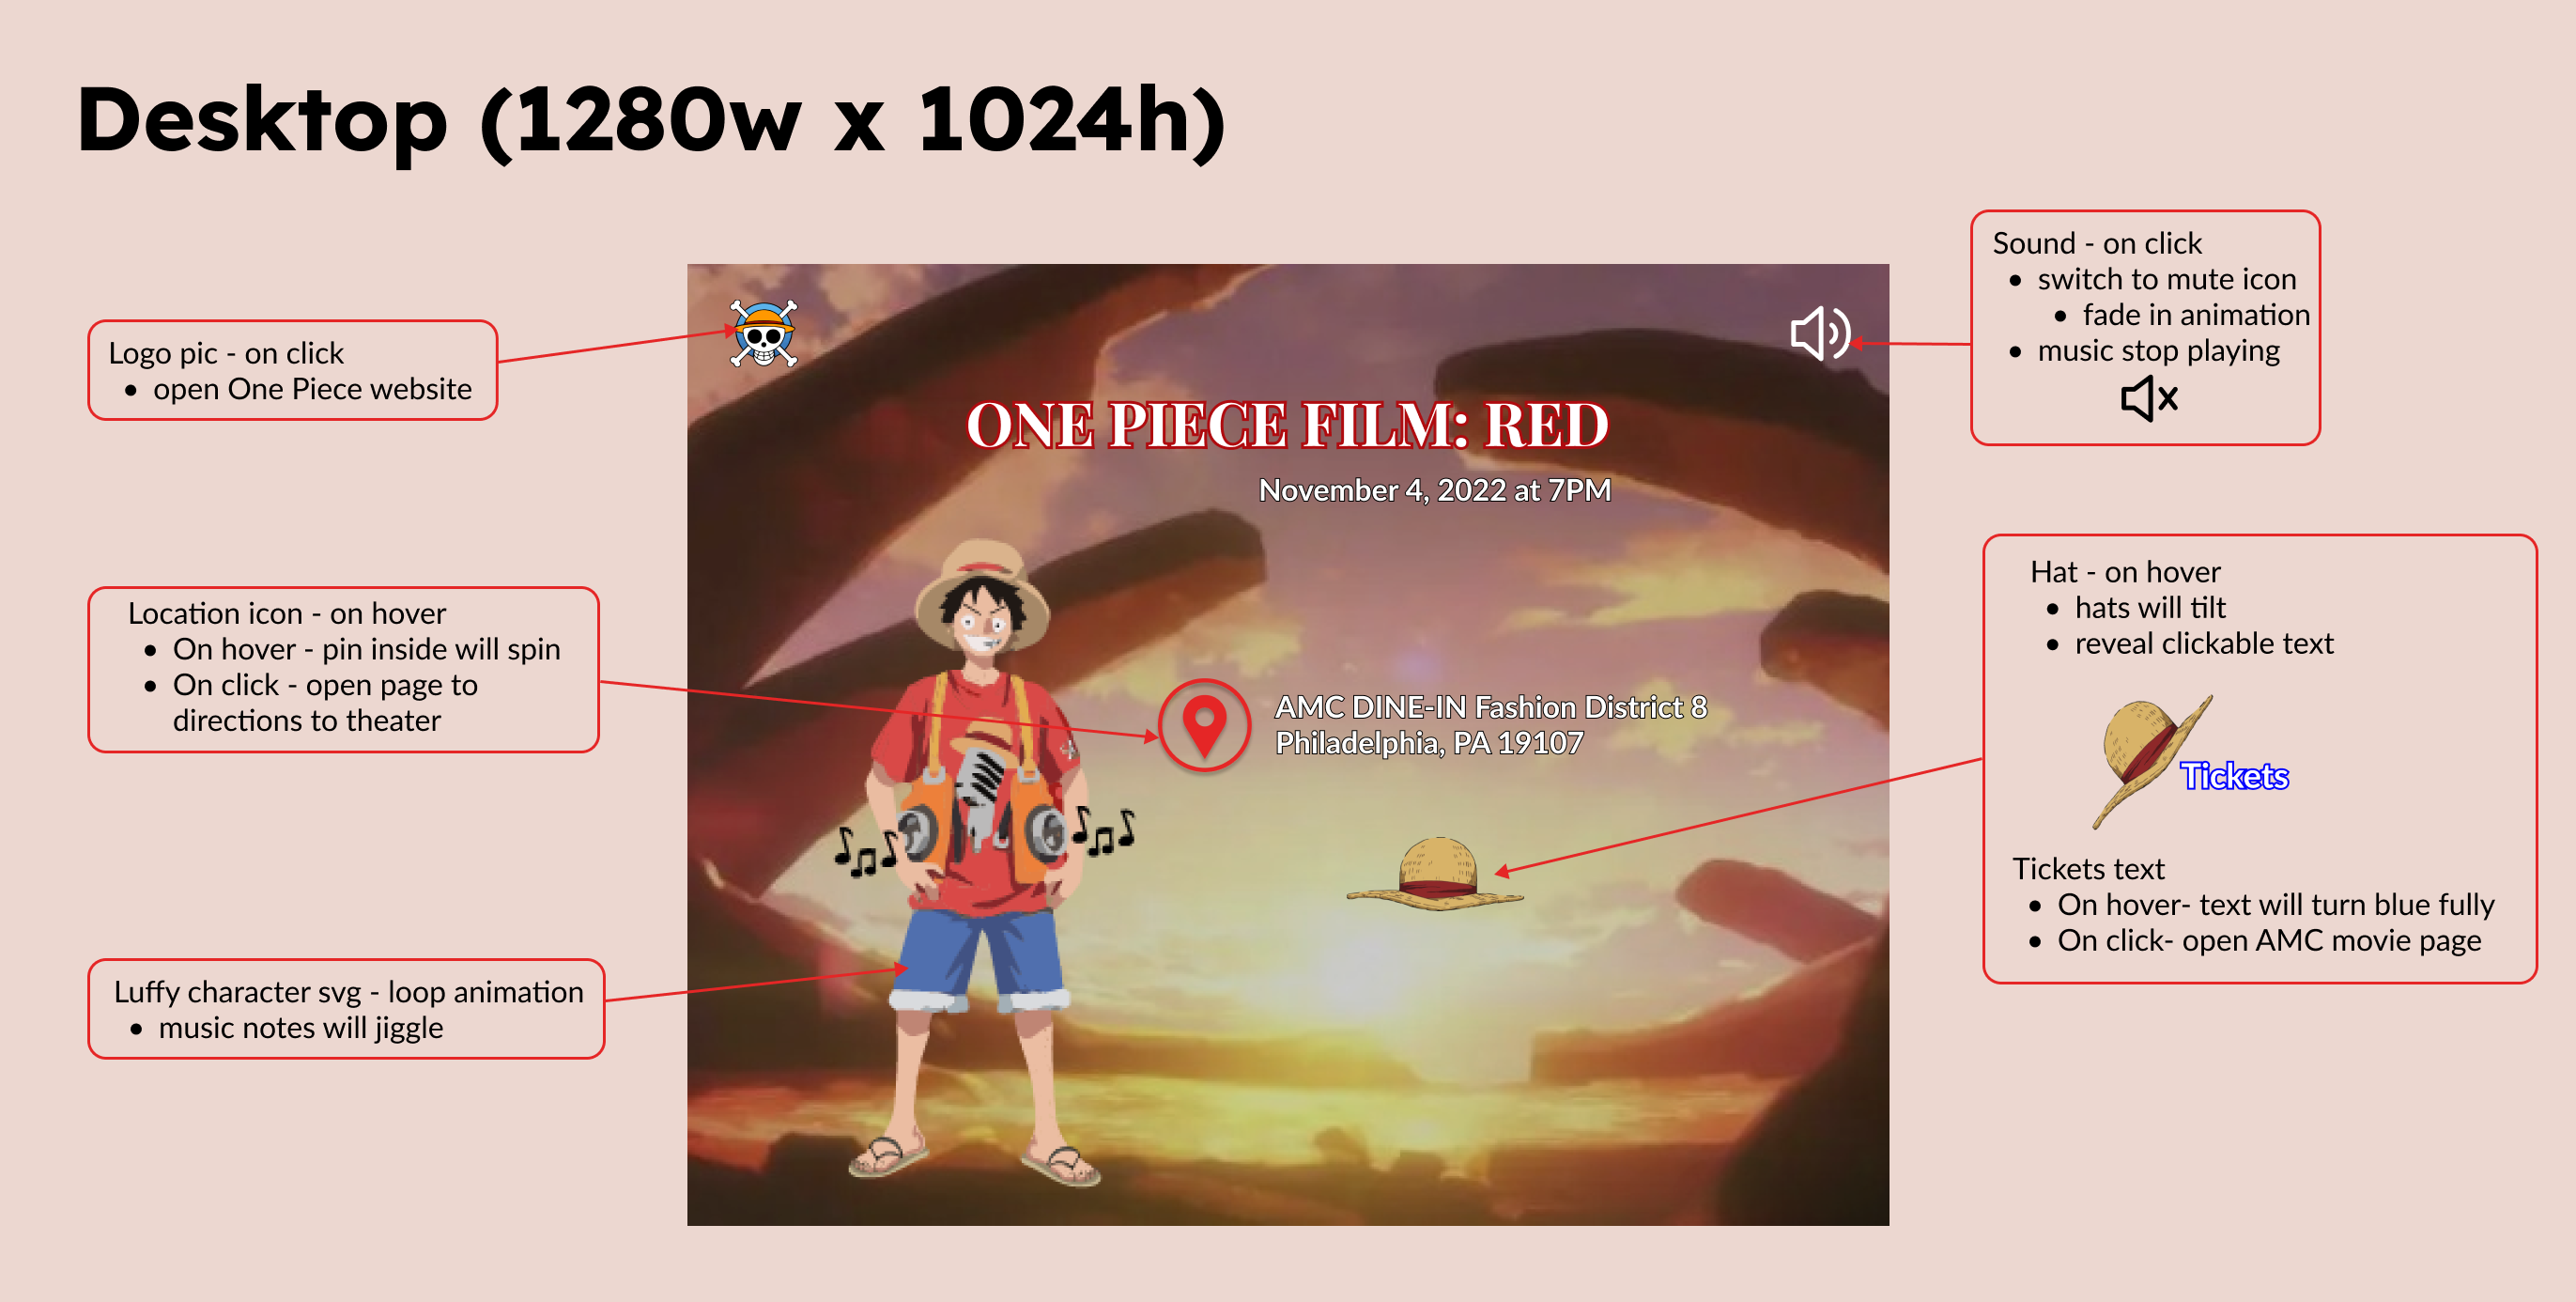 Desktop (1280w x 1024h)
Logo pic - on click
• open One Piece website
Location icon - on hover
• On hover - pin inside will spin
• On click - open page to
directions to theater
Luffy character svg - loop animation
• music notes will jiggle
ONE PIECE FILM: RED
November 4, 2022 at 7PM
AMC DINE-IN Fashion District 8
Philadelphia, PA 19107
Sound - on click
• switch to mute icon
• fade in animation
• music stop playing
Hat - on hover
• hats will tilt
• reveal clickable text
Tickets
Tickets text
• On hover- text will turn blue fully
• On click- open AMC movie page